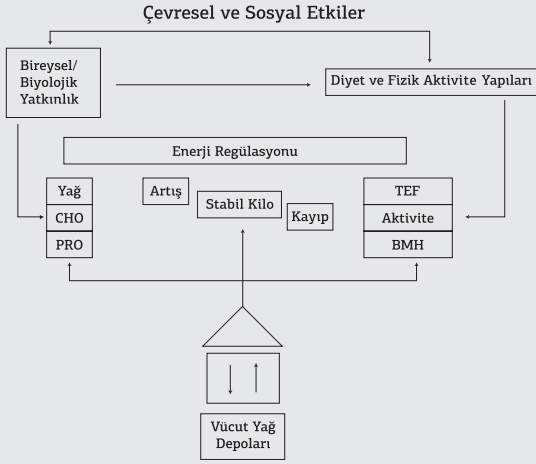 Çevresel ve Sosyal Etkiler
Bireysel/
Biyolojik
Yatkınlık
Diyet ve Fizik Aktivite Yapıları
Enerji Regülasyonu
Yağ
CHO
PRO
Artış
Stabil Kilo
Kayıp
TEF
Aktivite
BMH
Vücut Yağ
Depoları